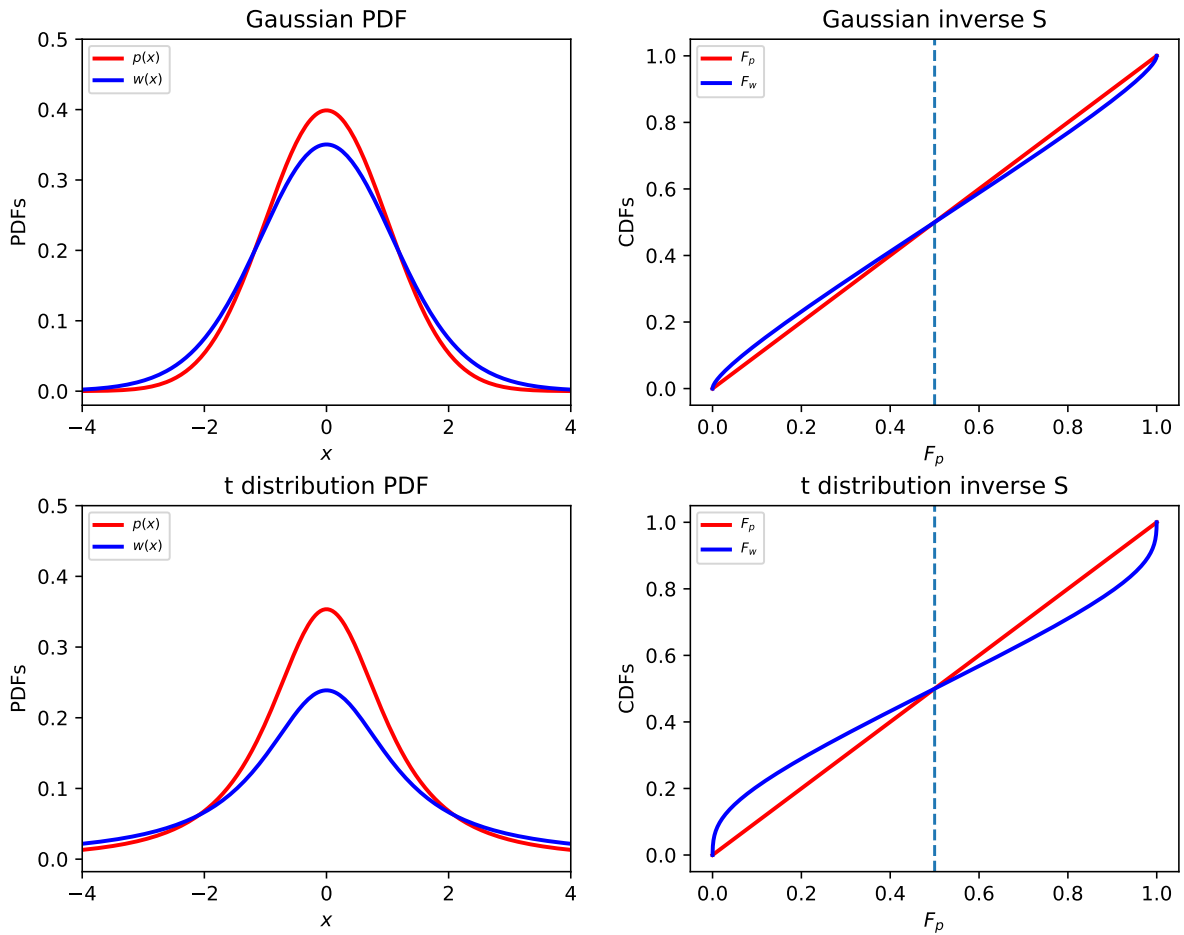 Gaussian PDF
0.5
0.4
0.3
0.2
0.1
0.0
PDFs
p(x)
w(x)
−4 −2 0 2 4
x
Gaussian inverse S
1.0
0.8
0.6
0.4
0.2
0.0
CDFs
F_p
F_w
0.0 0.2 0.4 0.6 0.8 1.0
F_p
t distribution PDF
0.5
0.4
0.3
0.2
0.1
0.0
PDFs
p(x)
w(x)
−4 −2 0 2 4
x
t distribution inverse S
1.0
0.8
0.6
0.4
0.2
0.0
CDFs
F_p
F_w
0.0 0.2 0.4 0.6 0.8 1.0
F_p